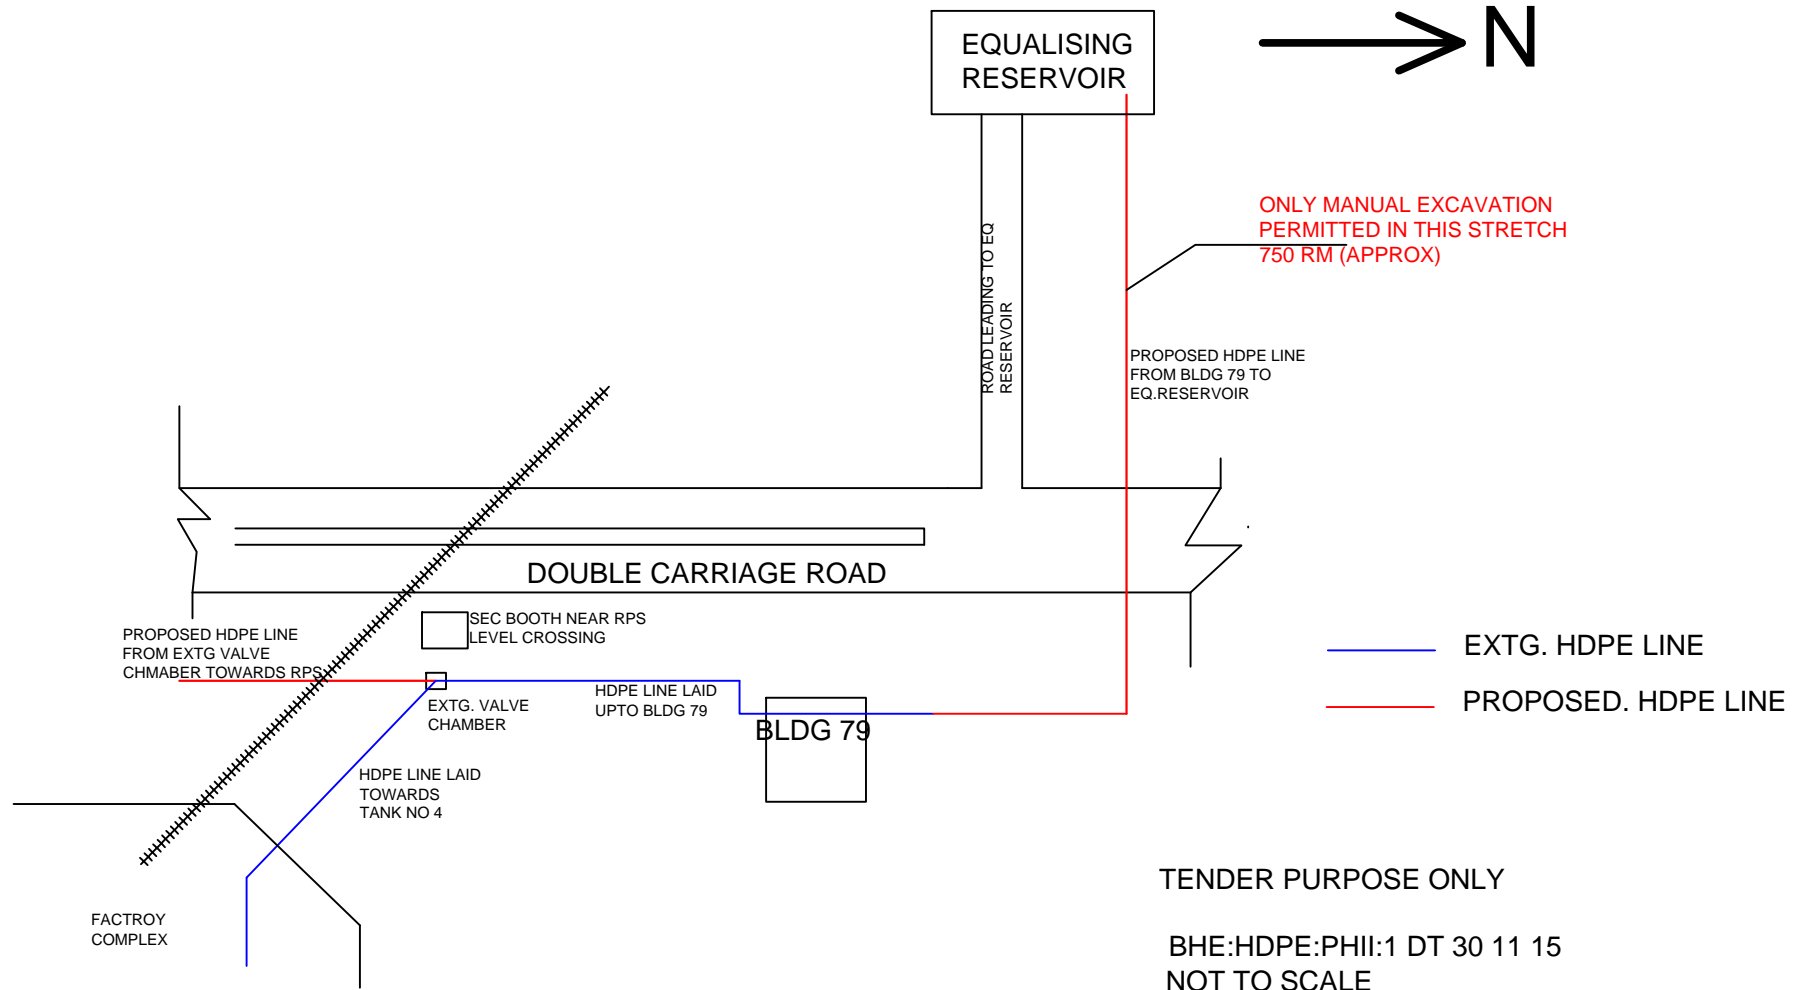 EQUALISING
RESERVOIR
N
ONLY MANUAL EXCAVATION
PERMITTED IN THIS STRETCH
750 RM (APPROX)
ROAD LEADING TO EQ
RESERVOIR
PROPOSED HDPE LINE
FROM BLDG 79 TO
EQ.RESERVOIR
DOUBLE CARRIAGE ROAD
SEC BOOTH NEAR RPS
LEVEL CROSSING
PROPOSED HDPE LINE
FROM EXTG VALVE
CHMABER TOWARDS RPS
EXTG. VALVE
CHAMBER
HDPE LINE LAID
UPTO BLDG 79
BLDG 79
HDPE LINE LAID
TOWARDS
TANK NO 4
FACTROY
COMPLEX
EXTG. HDPE LINE
PROPOSED. HDPE LINE
TENDER PURPOSE ONLY
BHE:HDPE:PHII:1 DT 30 11 15
NOT TO SCALE